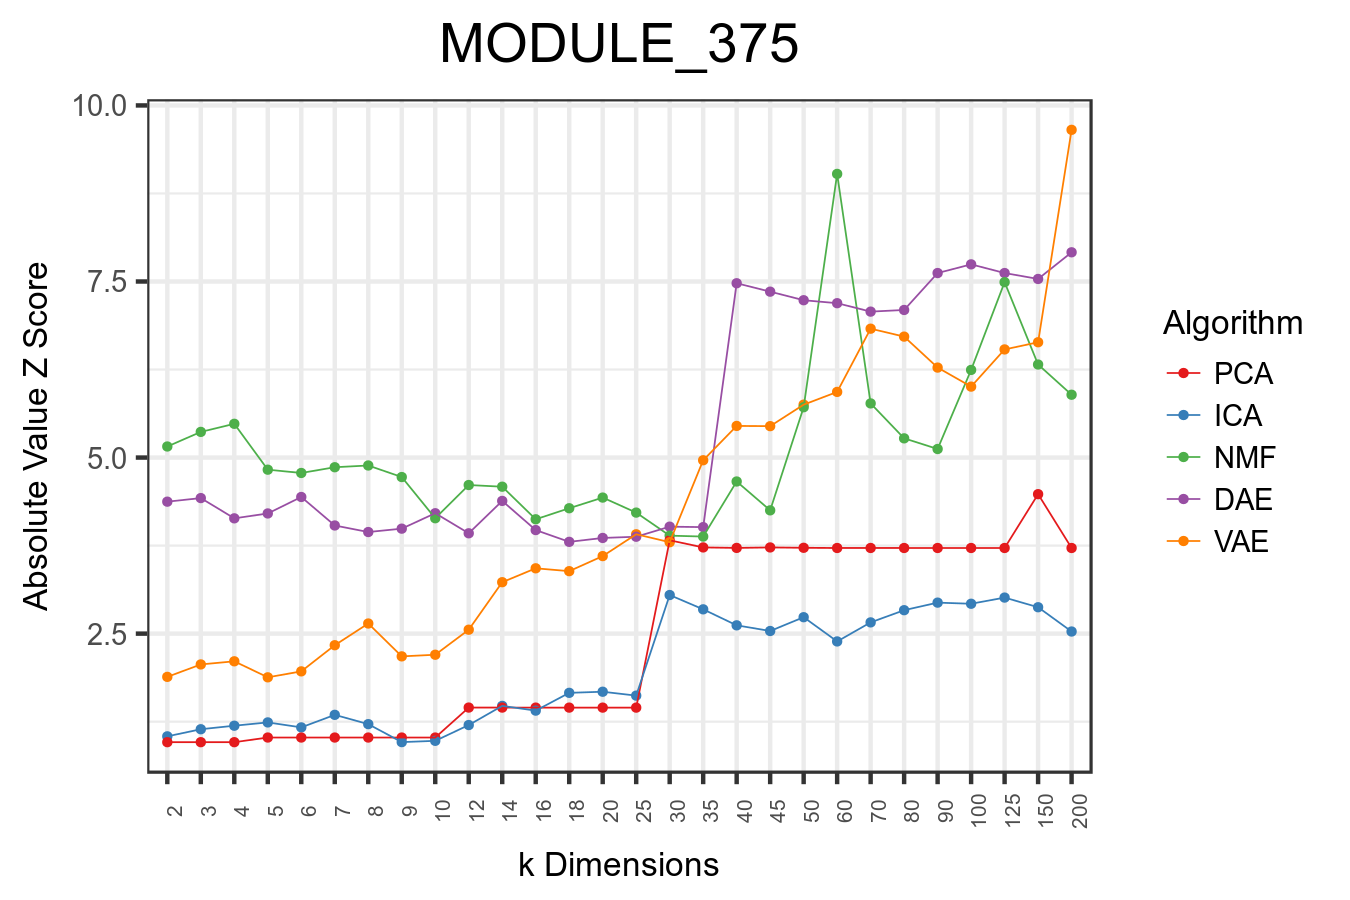 MODULE_375
Absolute Value Z Score
10.0
7.5
5.0
2.5
2 3 4 5 6 7 8 9 10 12 14 16 18 20 25 30 35 40 45 50 60 70 80 90 100 125 150 200
k Dimensions
Algorithm
PCA
ICA
NMF
DAE
VAE